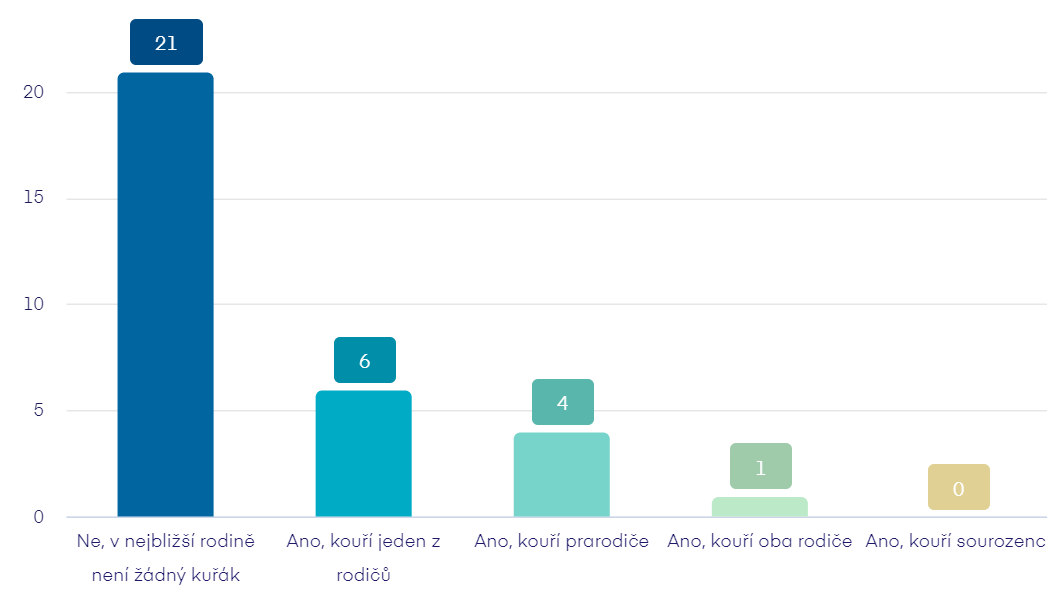 21
20
15
10
6
5
4
1
0
0
Ne, v nejbližší rodině
není žádný kuřák
Ano, kouří jeden z
rodičů
Ano, kouří prarodiče
Ano, kouří oba rodiče
Ano, kouří sourozenc